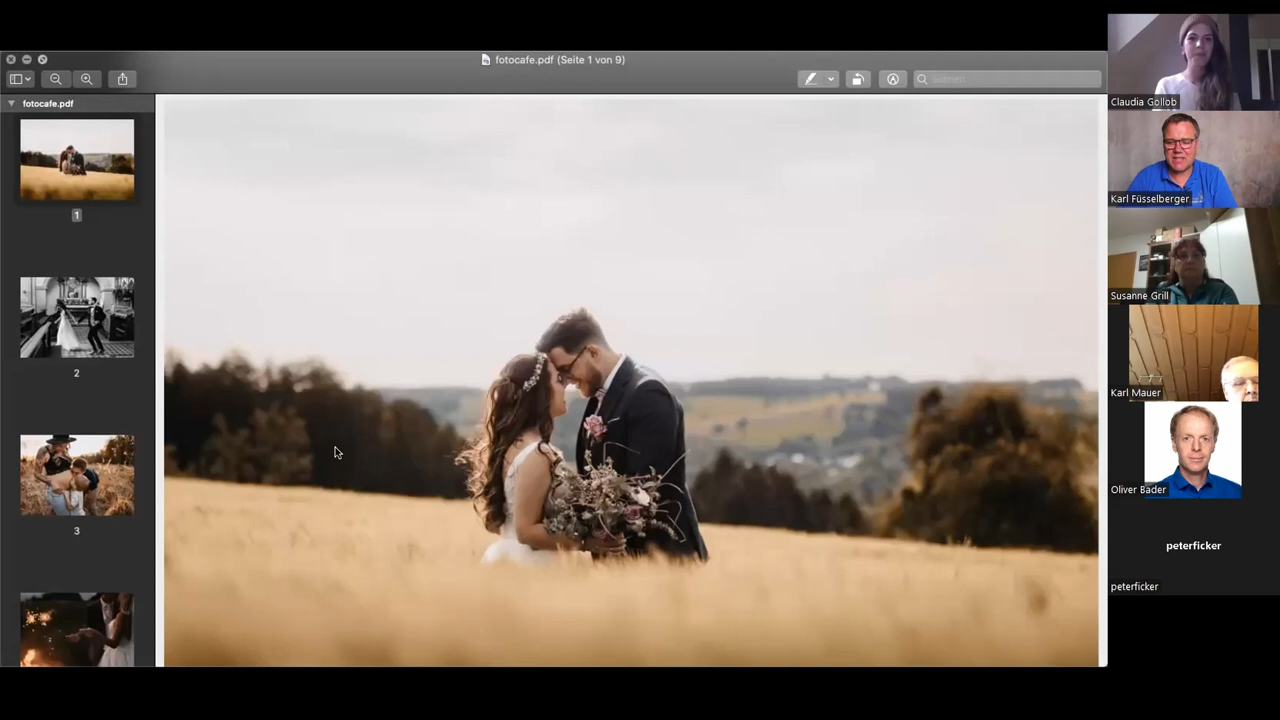 fotocafe.pdf (Seite 1 von 9)
Suchen
fotocafe.pdf
1
2
3
Claudia Gollob
Karl Füsselberger
Susanne Grill
Karl Mauer
Oliver Bader
peterficker
peterficker